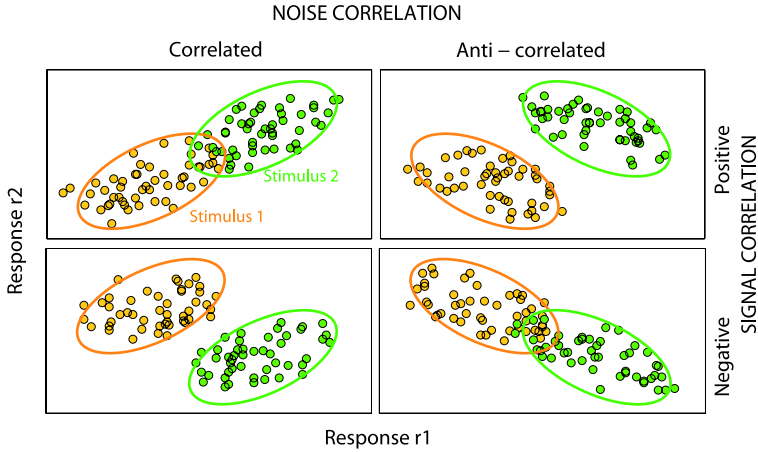 NOISE CORRELATION
Correlated
Anti – correlated
Response r2
Stimulus 2
Stimulus 1
Positive
SIGNAL CORRELATION
Negative
Response r1